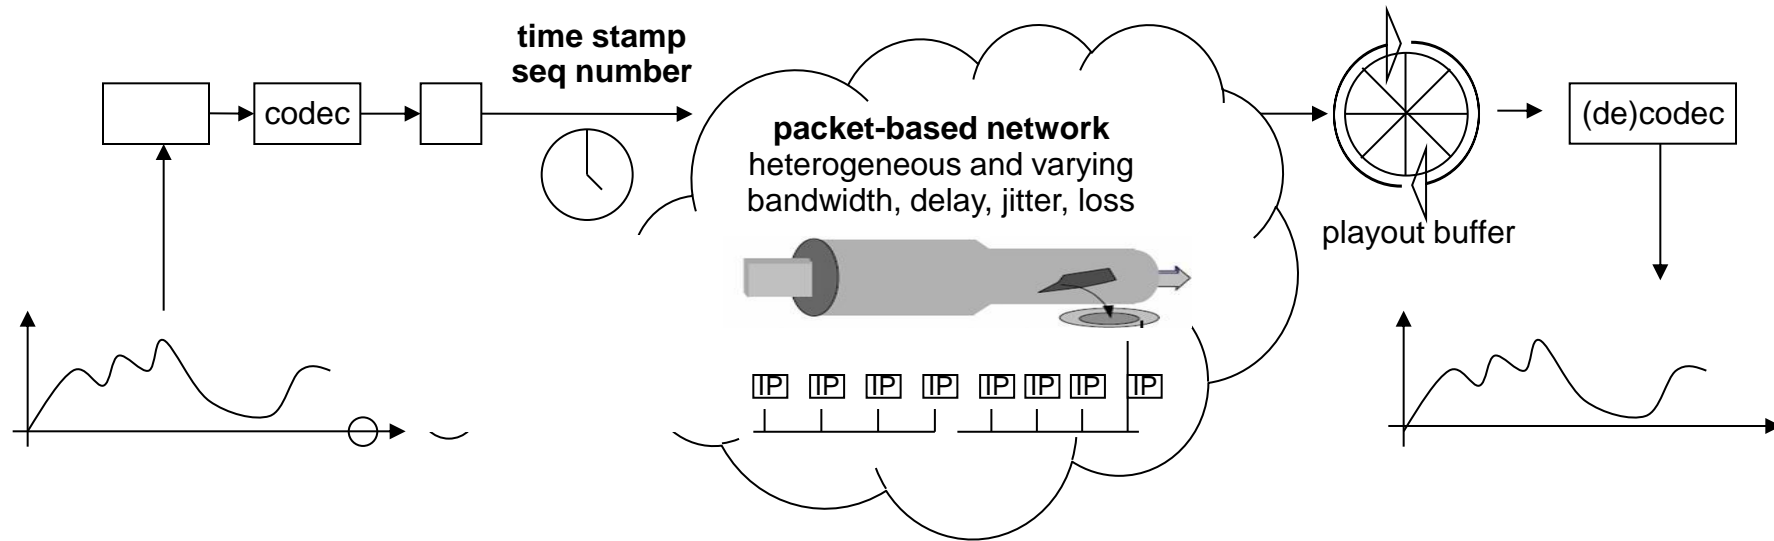 time stamp
seq number
codec
packet-based network
heterogeneous and varying
bandwidth, delay, jitter, loss
(de)codec
playout buffer
IP IP IP IP IP IP IP IP